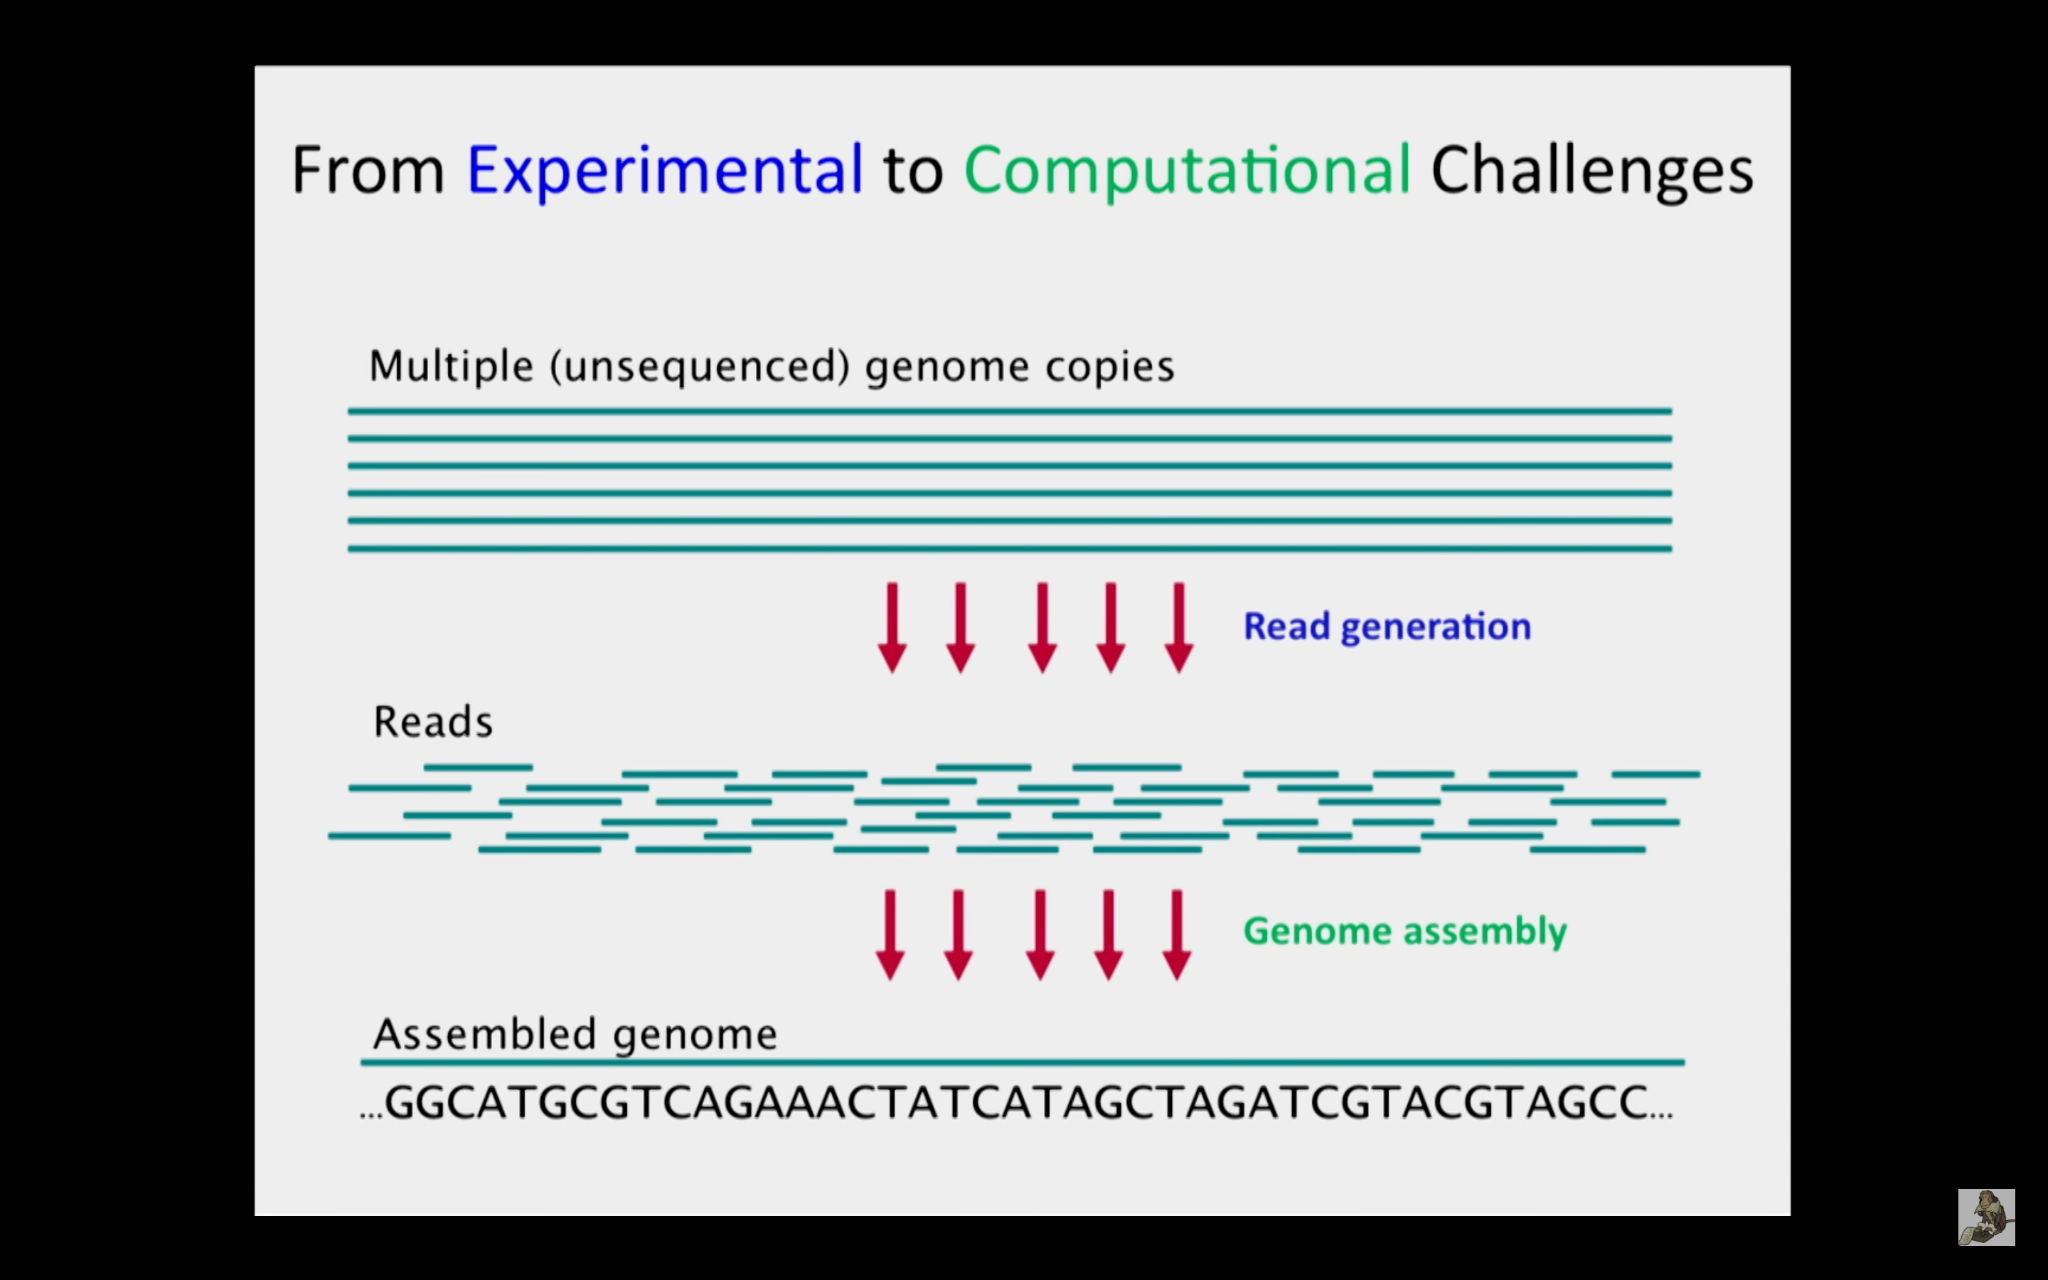 From Experimental to Computational Challenges
Multiple (unsequenced) genome copies
Read generation
Reads
Genome assembly
Assembled genome
...GGCATGCGTCAGAAACTATCATAGCTAGATCGTACGTAGCC...